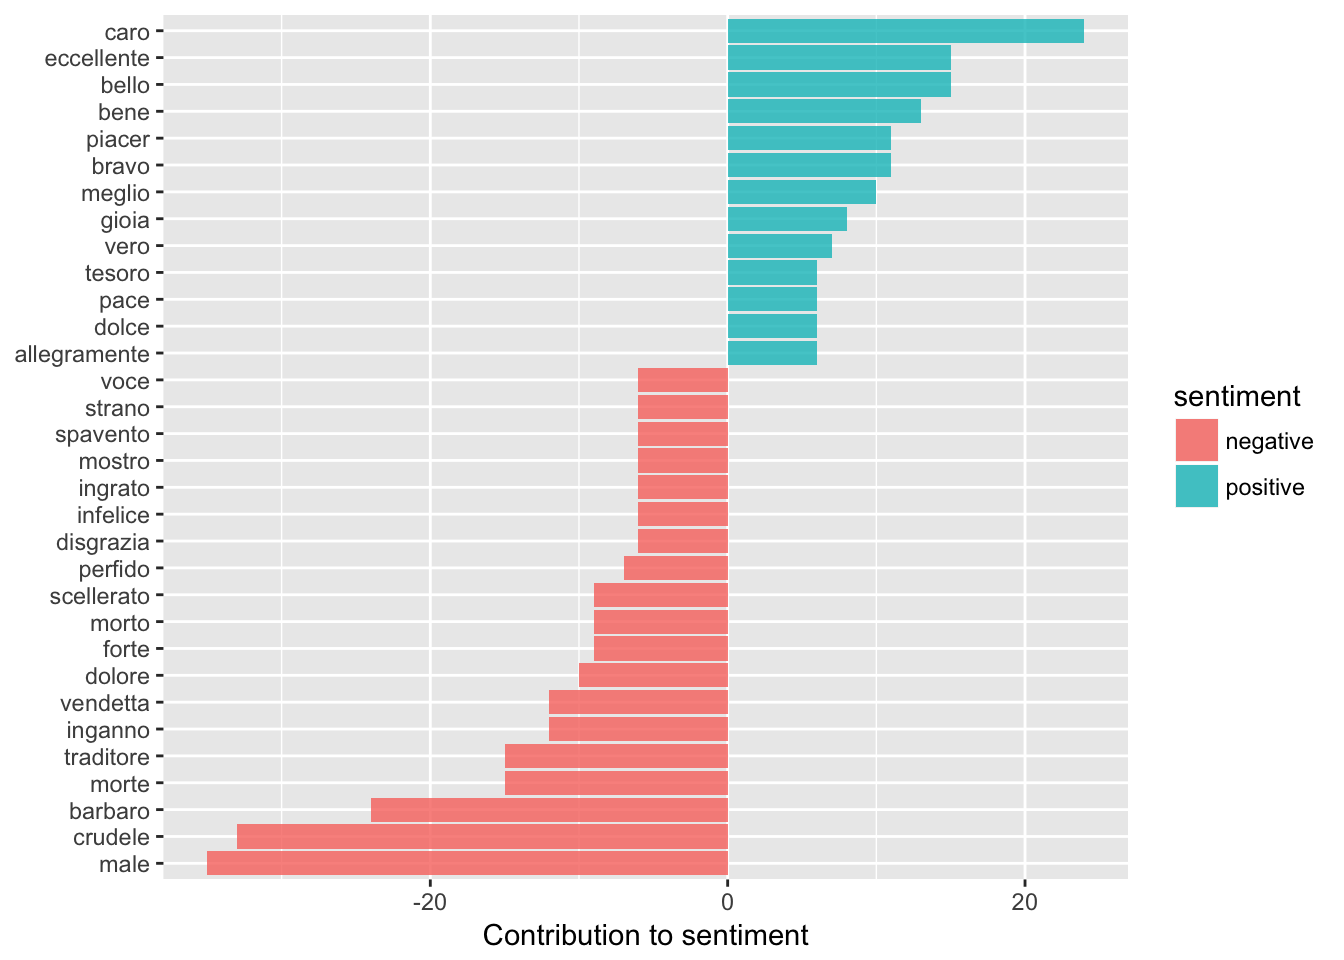 caro
eccellente
bello
bene
piacer
bravo
meglio
gioia
vero
tesoro
pace
dolce
allegramente
voce
strano
spavento
mostro
ingrato
infelice
disgrazia
perfido
scellerato
morto
forte
dolore
vendetta
inganno
traditore
morte
barbaro
crudele
male
-20 0 20
Contribution to sentiment
sentiment
negative
positive